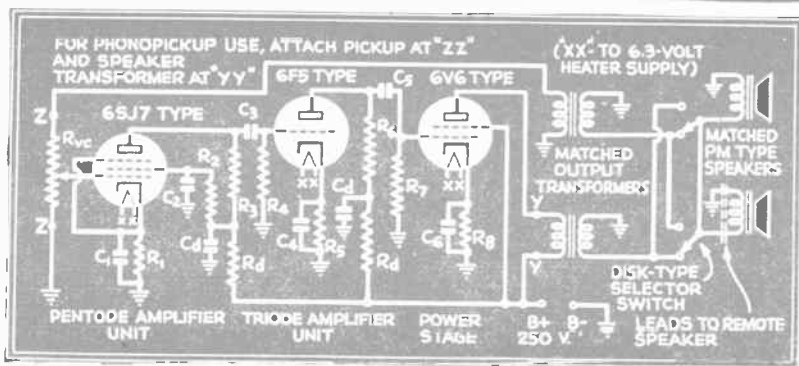 FOR PHONOPICKUP USE, ATTACH PICKUP AT "ZZ"
AND SPEAKER
TRANSFORMER AT "YY"
("XX" TO 6.3-VOLT
HEATER SUPPLY)
6SJ7 TYPE
6F5 TYPE
6V6 TYPE
Z
Z
Rvc
C1
R1
C2
R2
Cd
R3
Rd
C3
R4
XX
C4
R5
Cd
R6
Rd
C5
R7
XX
C6
R8
Y
Y
MATCHED
OUTPUT
TRANSFORMERS
MATCHED
PM TYPE
SPEAKERS
DISK-TYPE
SELECTOR
SWITCH
LEADS TO REMOTE
SPEAKER
PENTODE AMPLIFIER
UNIT
TRIODE AMPLIFIER
UNIT
POWER
STAGE
B+ B-
250 V.